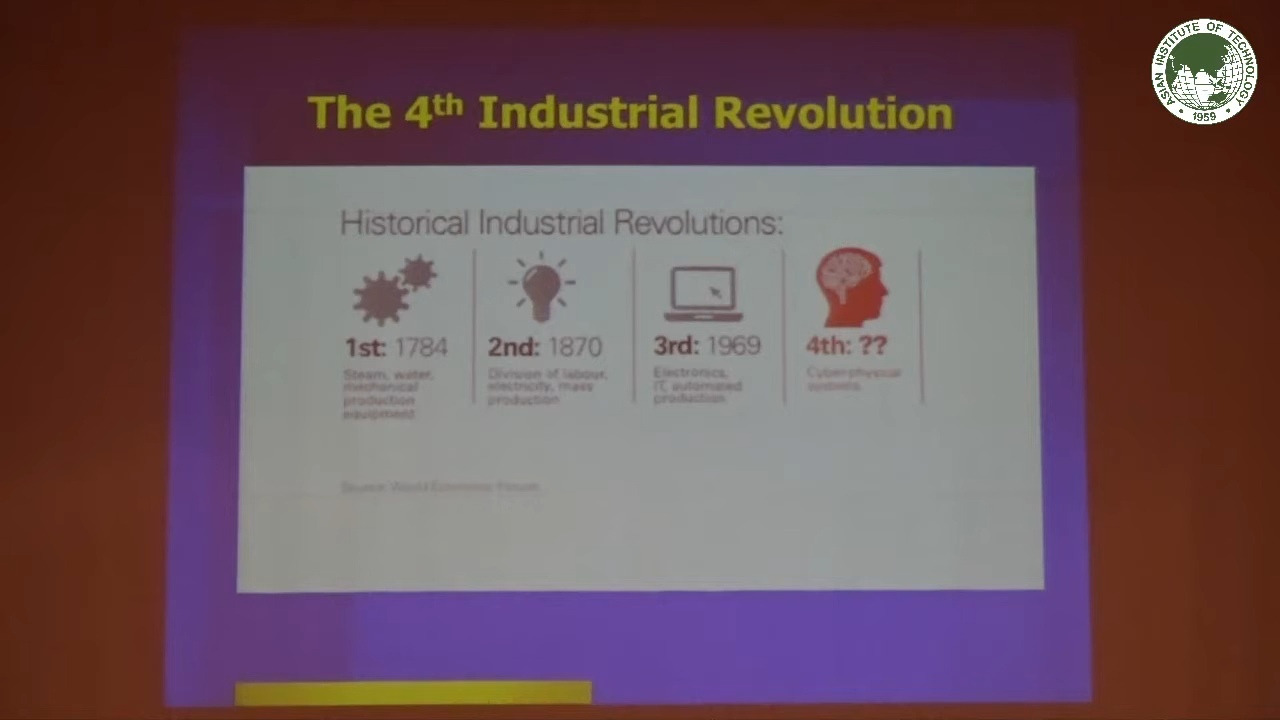 The 4th Industrial Revolution
Historical Industrial Revolutions:
1st: 1784
Steam, water,
mechanical
production
equipment
2nd: 1870
Division of labour,
electricity, mass
production
3rd: 1969
Electronics,
IT, automated
production
4th: ??
Cyber-physical
systems
Source: World Economic Forum
ASIAN INSTITUTE OF TECHNOLOGY
1959